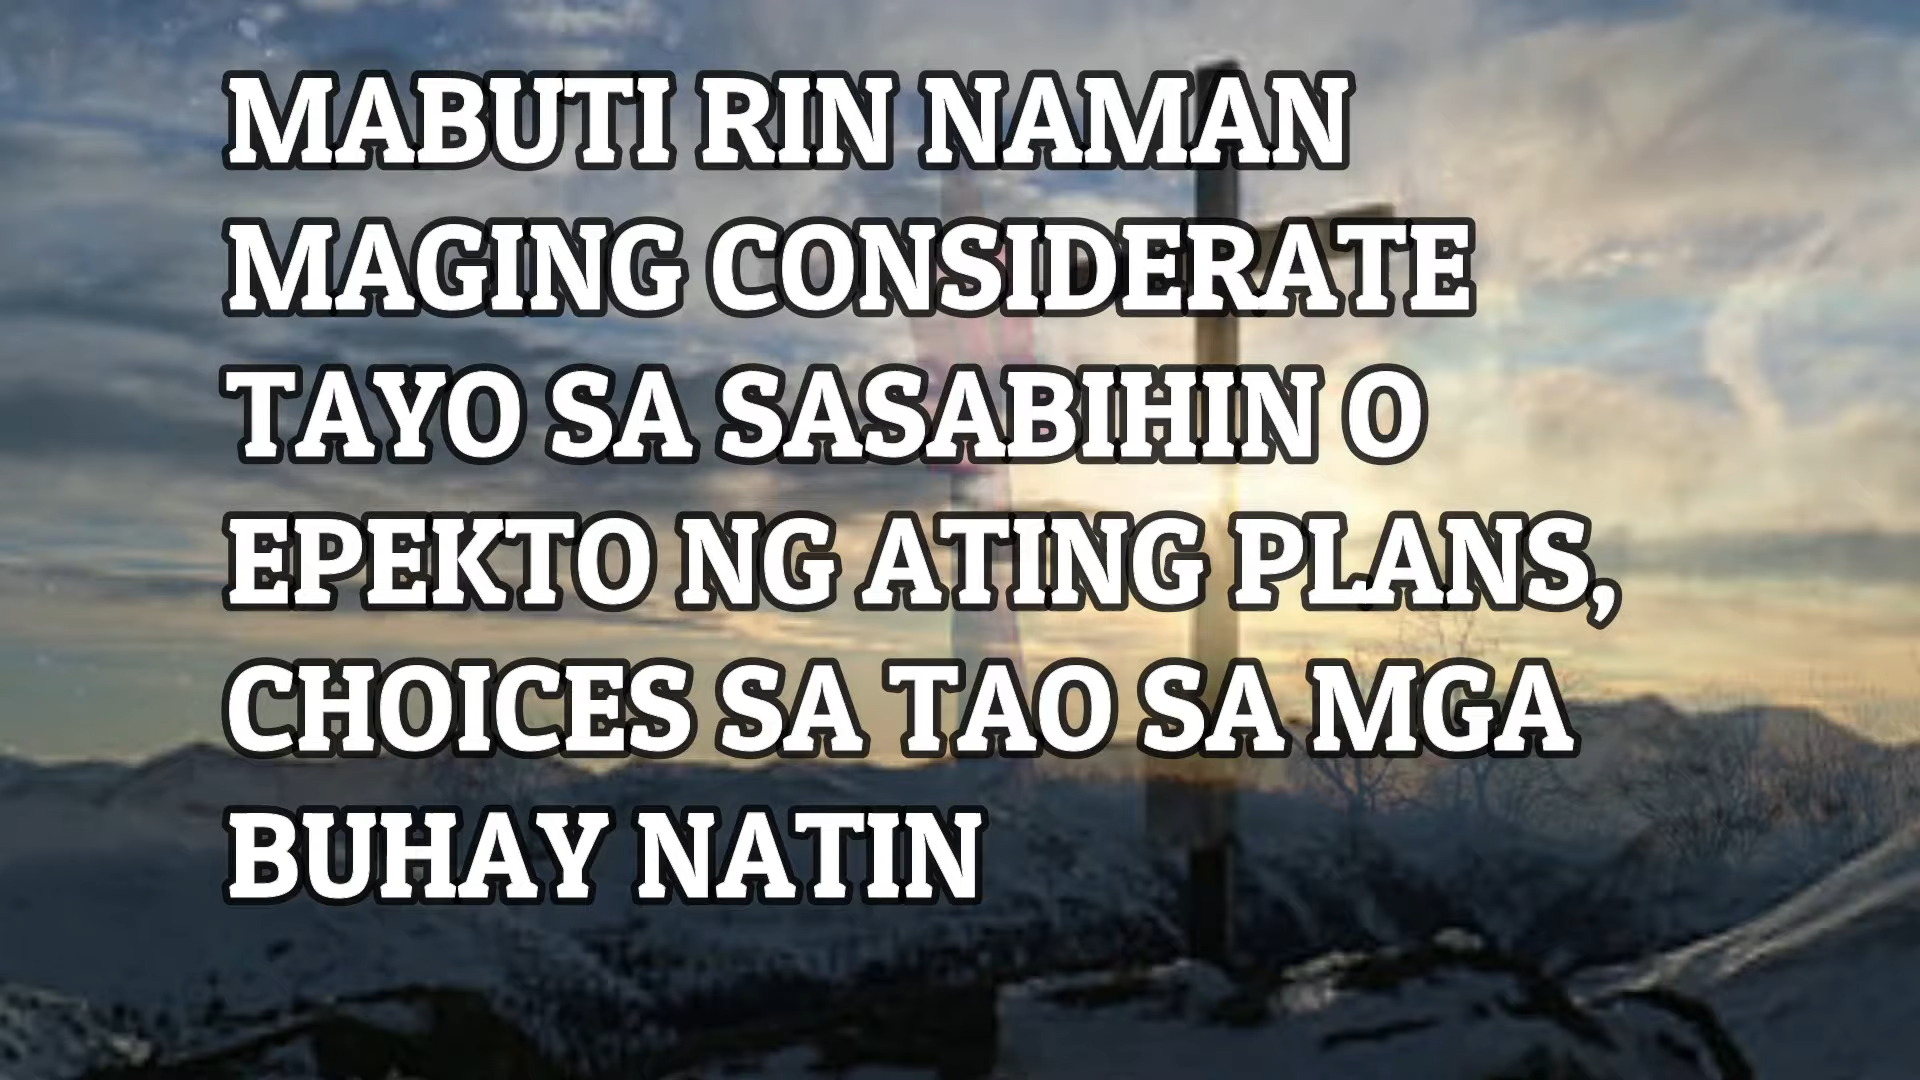 MABUTI RIN NAMAN
MAGING CONSIDERATE
TAYO SA SASABIHIN O
EPEKTO NG ATING PLANS,
CHOICES SA TAO SA MGA
BUHAY NATIN